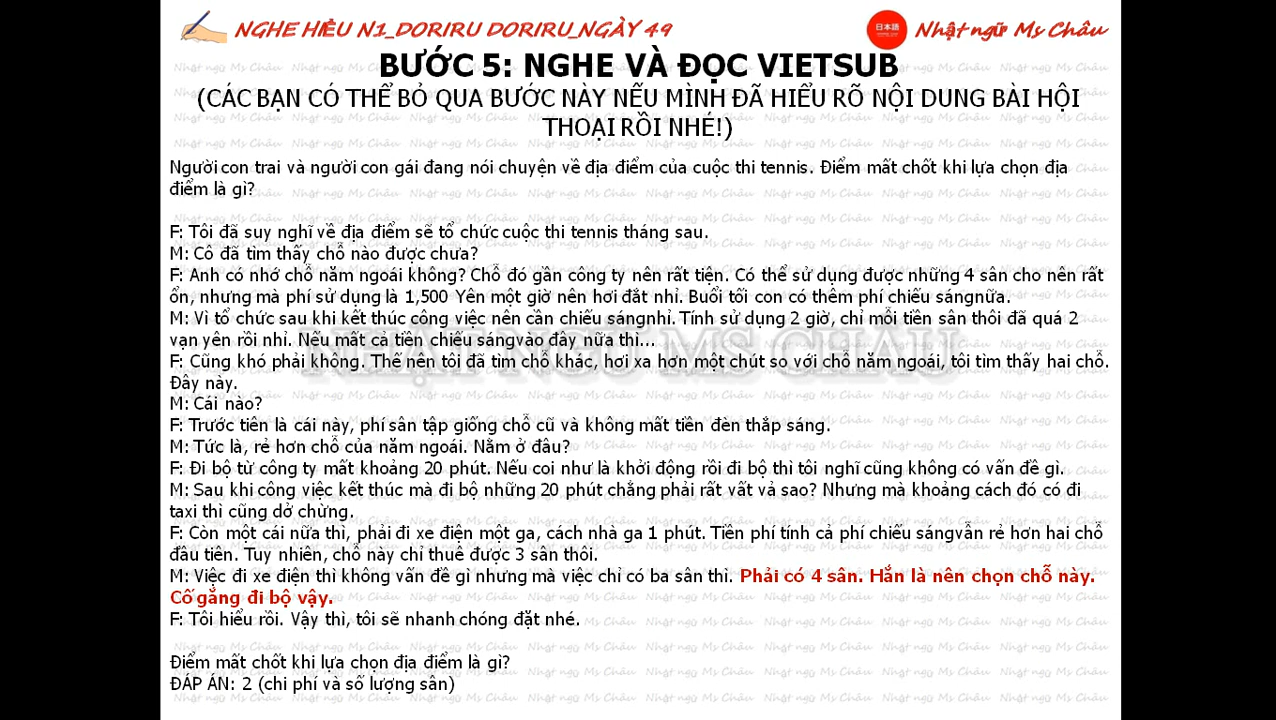 NGHE HIỂU N1_DORIRU DORIRU_NGÀY 49
日本語
Nhật ngữ Ms Châu
BƯỚC 5: NGHE VÀ ĐỌC VIETSUB
(CÁC BẠN CÓ THỂ BỎ QUA BƯỚC NÀY NẾU MÌNH ĐÃ HIỂU RÕ NỘI DUNG BÀI HỘI
THOẠI RỒI NHÉ!)
Người con trai và người con gái đang nói chuyện về địa điểm của cuộc thi tennis. Điểm mất chốt khi lựa chọn địa
điểm là gì?
F: Tôi đã suy nghĩ về địa điểm sẽ tổ chức cuộc thi tennis tháng sau.
M: Cô đã tìm thấy chỗ nào được chưa?
F: Anh có nhớ chỗ năm ngoái không? Chỗ đó gần công ty nên rất tiện. Có thể sử dụng được những 4 sân cho nên rất
ổn, nhưng mà phí sử dụng là 1,500 Yên một giờ nên hơi đắt nhỉ. Buổi tối con có thêm phí chiếu sángnữa.
M: Vì tổ chức sau khi kết thúc công việc nên cần chiếu sángnhỉ. Tính sử dụng 2 giờ, chỉ mỗi tiền sân thôi đã quá 2
vạn yên rồi nhỉ. Nếu mất cả tiền chiếu sángvào đây nữa thì...
F: Cũng khó phải không. Thế nên tôi đã tìm chỗ khác, hơi xa hơn một chút so với chỗ năm ngoái, tôi tìm thấy hai chỗ.
Đây này.
M: Cái nào?
F: Trước tiên là cái này, phí sân tập giống chỗ cũ và không mất tiền đèn thắp sáng.
M: Tức là, rẻ hơn chỗ của năm ngoái. Nằm ở đâu?
F: Đi bộ từ công ty mất khoảng 20 phút. Nếu coi như là khởi động rồi đi bộ thì tôi nghĩ cũng không có vấn đề gì.
M: Sau khi công việc kết thúc mà đi bộ những 20 phút chẳng phải rất vất vả sao? Nhưng mà khoảng cách đó có đi
taxi thì cũng dở chừng.
F: Còn một cái nữa thì, phải đi xe điện một ga, cách nhà ga 1 phút. Tiền phí tính cả phí chiếu sángvẫn rẻ hơn hai chỗ
đầu tiên. Tuy nhiên, chỗ này chỉ thuê được 3 sân thôi.
M: Việc đi xe điện thì không vấn đề gì nhưng mà việc chỉ có ba sân thì. Phải có 4 sân. Hẳn là nên chọn chỗ này.
Cố gắng đi bộ vậy.
F: Tôi hiểu rồi. Vậy thì, tôi sẽ nhanh chóng đặt nhé.
Điểm mất chốt khi lựa chọn địa điểm là gì?
ĐÁP ÁN: 2 (chi phí và số lượng sân)
NHẬT NGỮ MS CHÂU